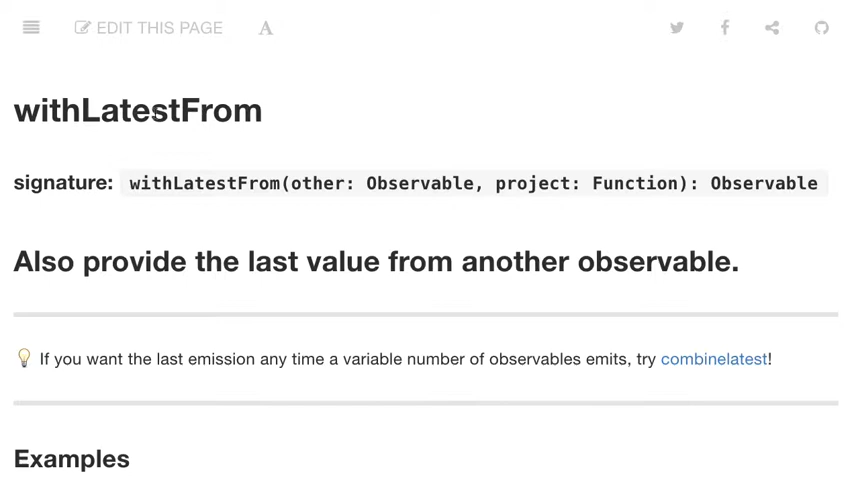 EDIT THIS PAGE A
withLatestFrom
signature: withLatestFrom(other: Observable, project: Function): Observable
Also provide the last value from another observable.
If you want the last emission any time a variable number of observables emits, try combinelatest!
Examples